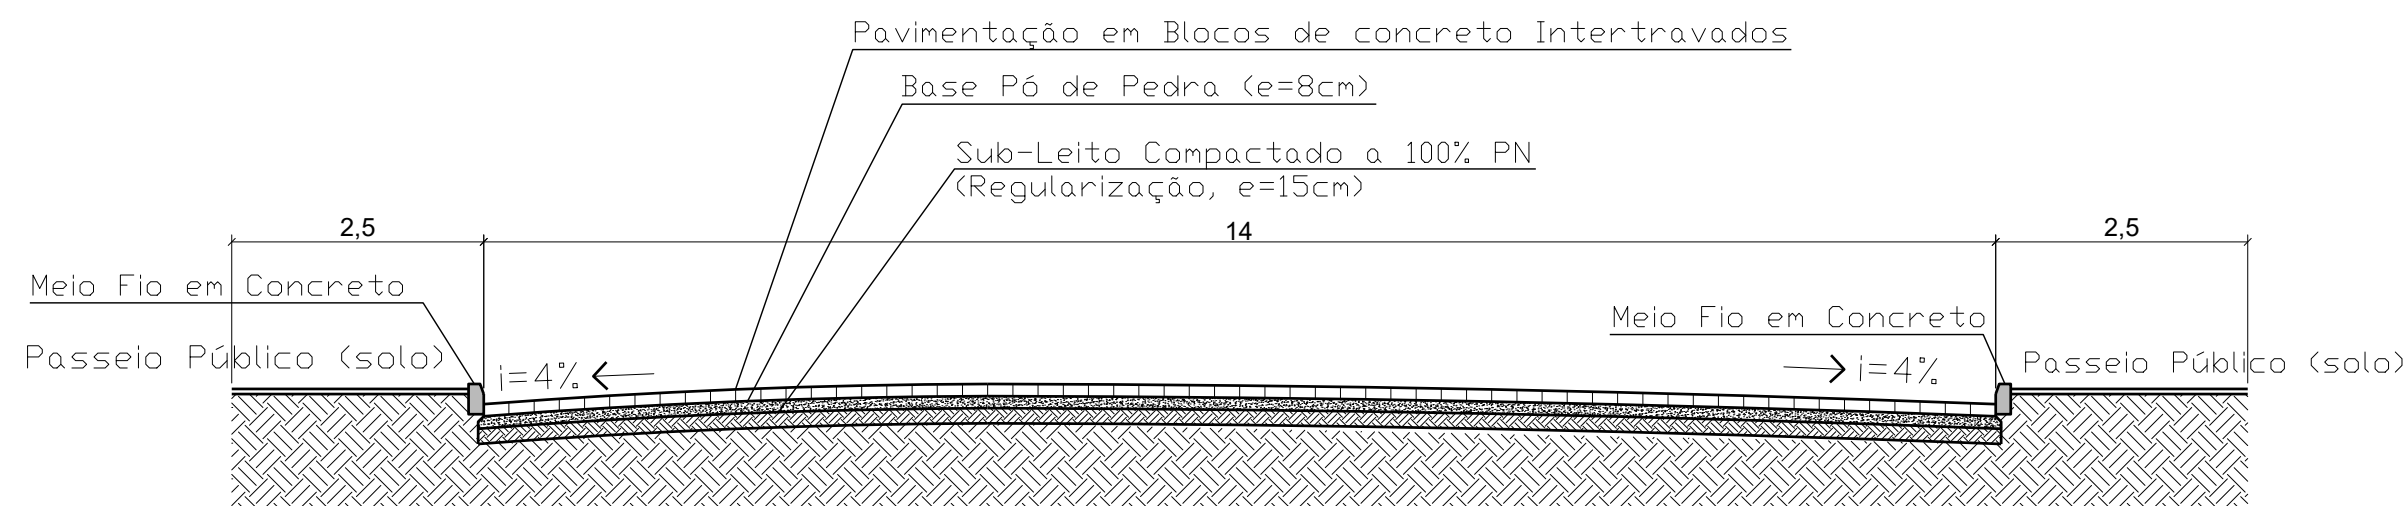 Pavimentação em Blocos de concreto Intertravados
Base Pó de Pedra (e=8cm)
Sub-Leito Compactado a 100% PN
(Regularização, e=15cm)
2,5
14
2,5
Meio Fio em Concreto
Meio Fio em Concreto
Passeio Público (solo)
i=4%
i=4%
Passeio Público (solo)